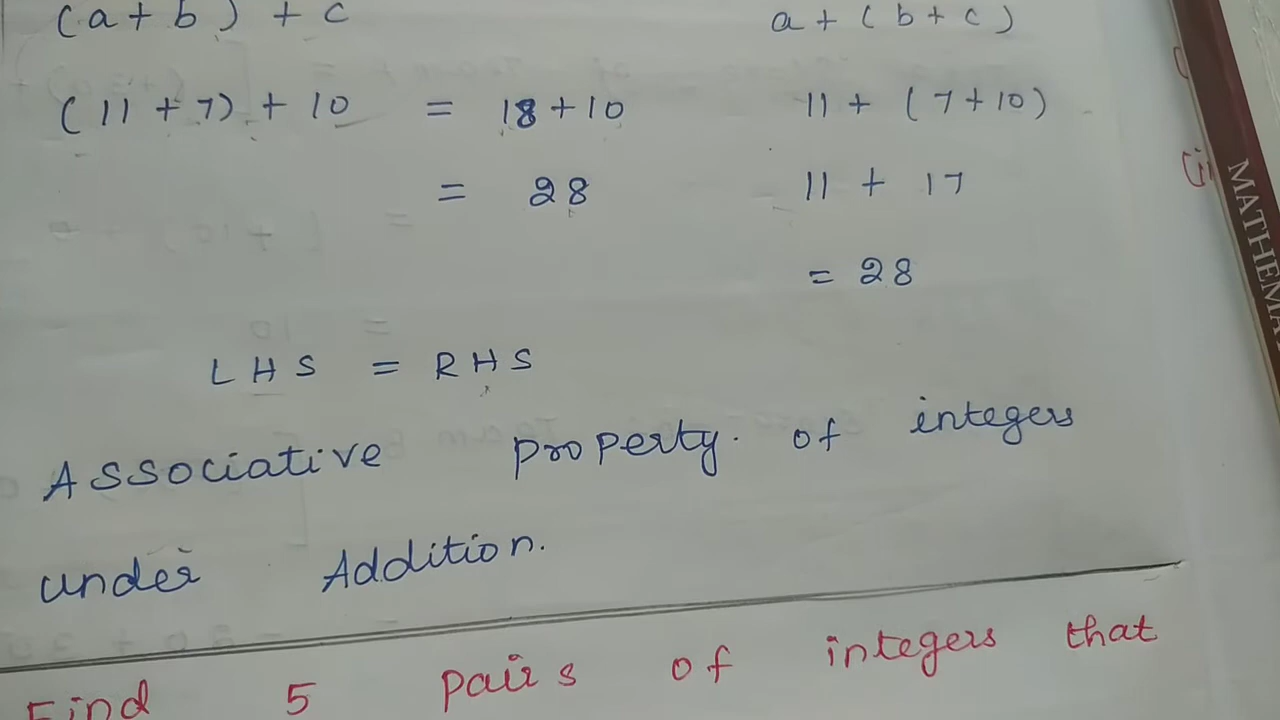 (a + b) + c a + (b + c)
(11 + 7) + 10 = 18 + 10 11 + (7 + 10)
= 28 11 + 17
= 28
LHS = RHS
Associative property. of integers
under Addition.
Find 5 pairs of integers that
MATHEMA